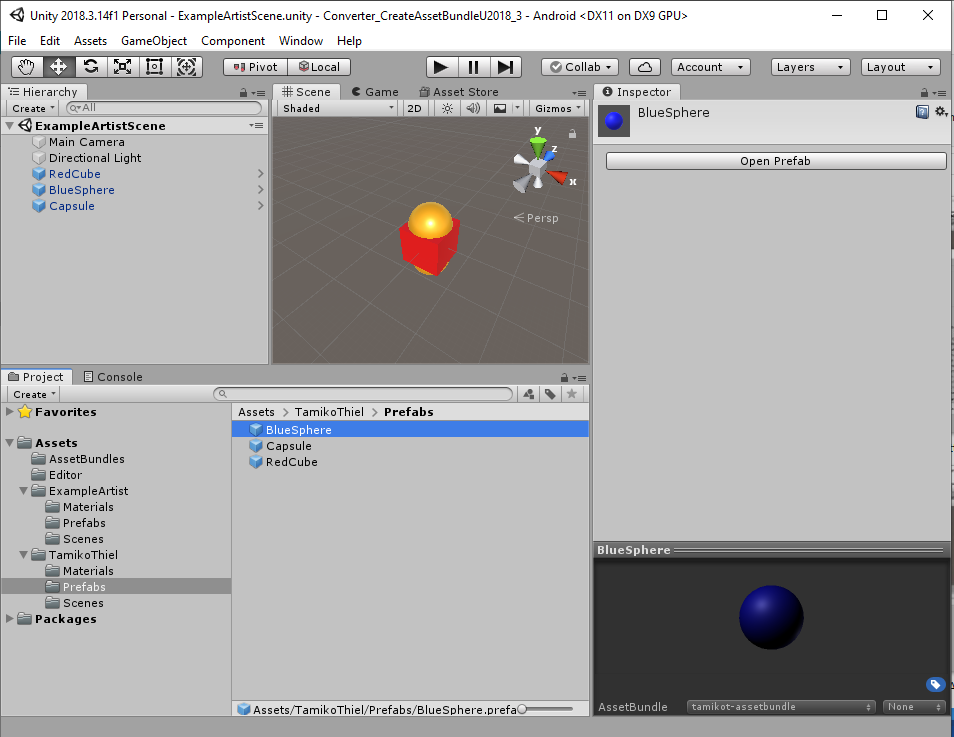 Unity 2018.3.14f1 Personal - ExampleArtistScene.unity - Converter_CreateAssetBundleU2018_3 - Android <DX11 on DX9 GPU>
File Edit Assets GameObject Component Window Help
Pivot Local Collab Account Layers Layout
Hierarchy
Create All
ExampleArtistScene
Main Camera
Directional Light
RedCube
BlueSphere
Capsule
Scene Game Asset Store
Shaded 2D Gizmos
y
z
x
Persp
Inspector
BlueSphere
Open Prefab
Project Console
Create
Favorites
Assets
AssetBundles
Editor
ExampleArtist
Materials
Prefabs
Scenes
TamikoThiel
Materials
Prefabs
Scenes
Packages
Assets > TamikoThiel > Prefabs
BlueSphere
Capsule
RedCube
Assets/TamikoThiel/Prefabs/BlueSphere.prefa
BlueSphere
AssetBundle tamikot-assetbundle None